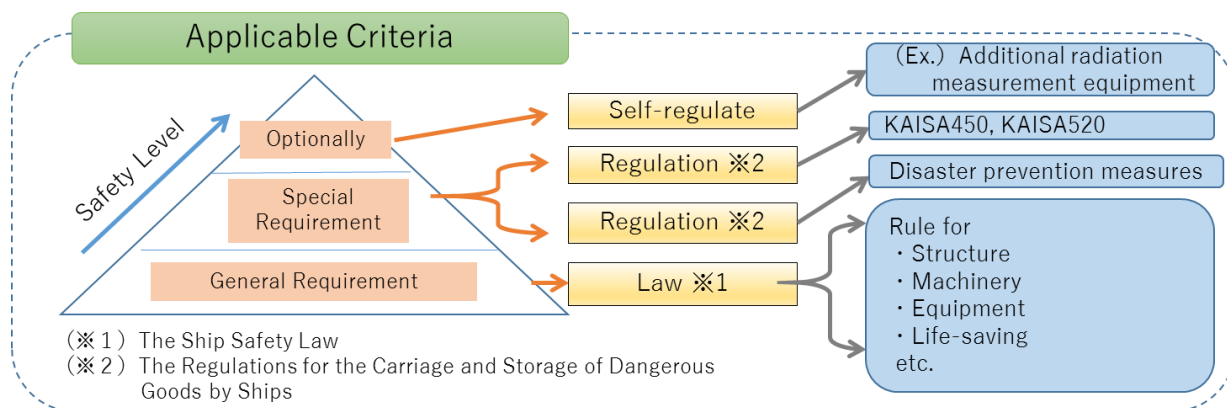 Applicable Criteria
Safety Level
Optionally
Special
Requirement
General Requirement
Self-regulate
Regulation ※2
Regulation ※2
Law ※1
（Ex.）Additional radiation
measurement equipment
KAISA450, KAISA520
Disaster prevention measures
Rule for
・Structure
・Machinery
・Equipment
・Life-saving
etc.
（※１）The Ship Safety Law
（※２）The Regulations for the Carriage and Storage of Dangerous
Goods by Ships